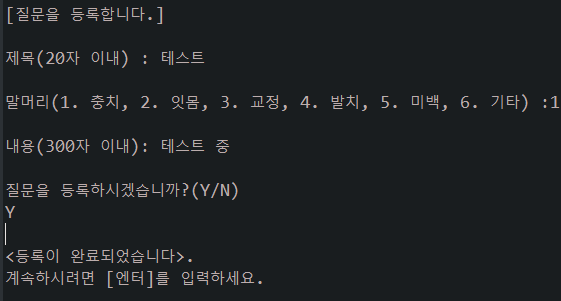 [질문을 등록합니다.]
제목(20자 이내) : 테스트
말머리(1. 충치, 2. 잇몸, 3. 교정, 4. 발치, 5. 미백, 6. 기타) :1
내용(300자 이내): 테스트 중
질문을 등록하시겠습니까?(Y/N)
Y
<등록이 완료되었습니다>.
계속하시려면 [엔터]를 입력하세요.